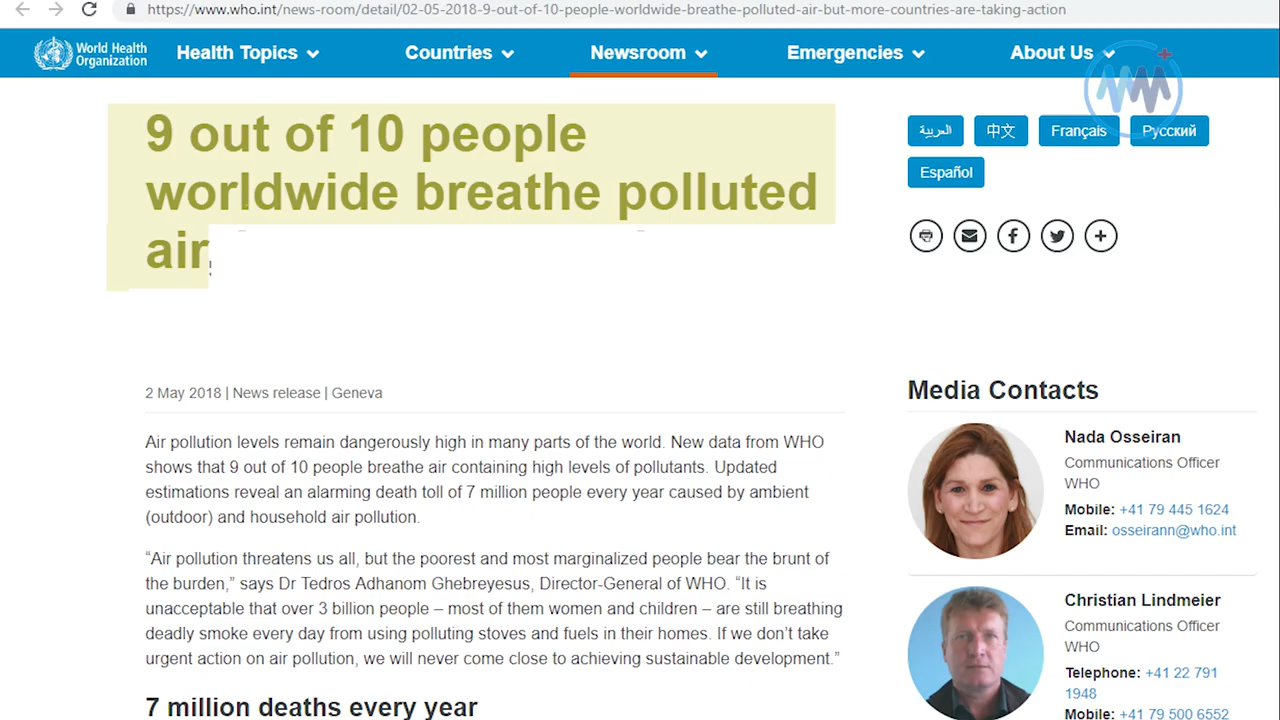 https://www.who.int/news-room/detail/02-05-2018-9-out-of-10-people-worldwide-breathe-polluted-air-but-more-countries-are-taking-action
World Health
Organization
Health Topics
Countries
Newsroom
Emergencies
About Us
9 out of 10 people
worldwide breathe polluted
air
العربية
中文
Français
Русский
Español
2 May 2018 | News release | Geneva
Air pollution levels remain dangerously high in many parts of the world. New data from WHO
shows that 9 out of 10 people breathe air containing high levels of pollutants. Updated
estimations reveal an alarming death toll of 7 million people every year caused by ambient
(outdoor) and household air pollution.
“Air pollution threatens us all, but the poorest and most marginalized people bear the brunt of
the burden,” says Dr Tedros Adhanom Ghebreyesus, Director-General of WHO. “It is
unacceptable that over 3 billion people – most of them women and children – are still breathing
deadly smoke every day from using polluting stoves and fuels in their homes. If we don’t take
urgent action on air pollution, we will never come close to achieving sustainable development.”
7 million deaths every year
Media Contacts
Nada Osseiran
Communications Officer
WHO
Mobile: +41 79 445 1624
Email: osseirann@who.int
Christian Lindmeier
Communications Officer
WHO
Telephone: +41 22 791
1948
Mobile: +41 79 500 6552